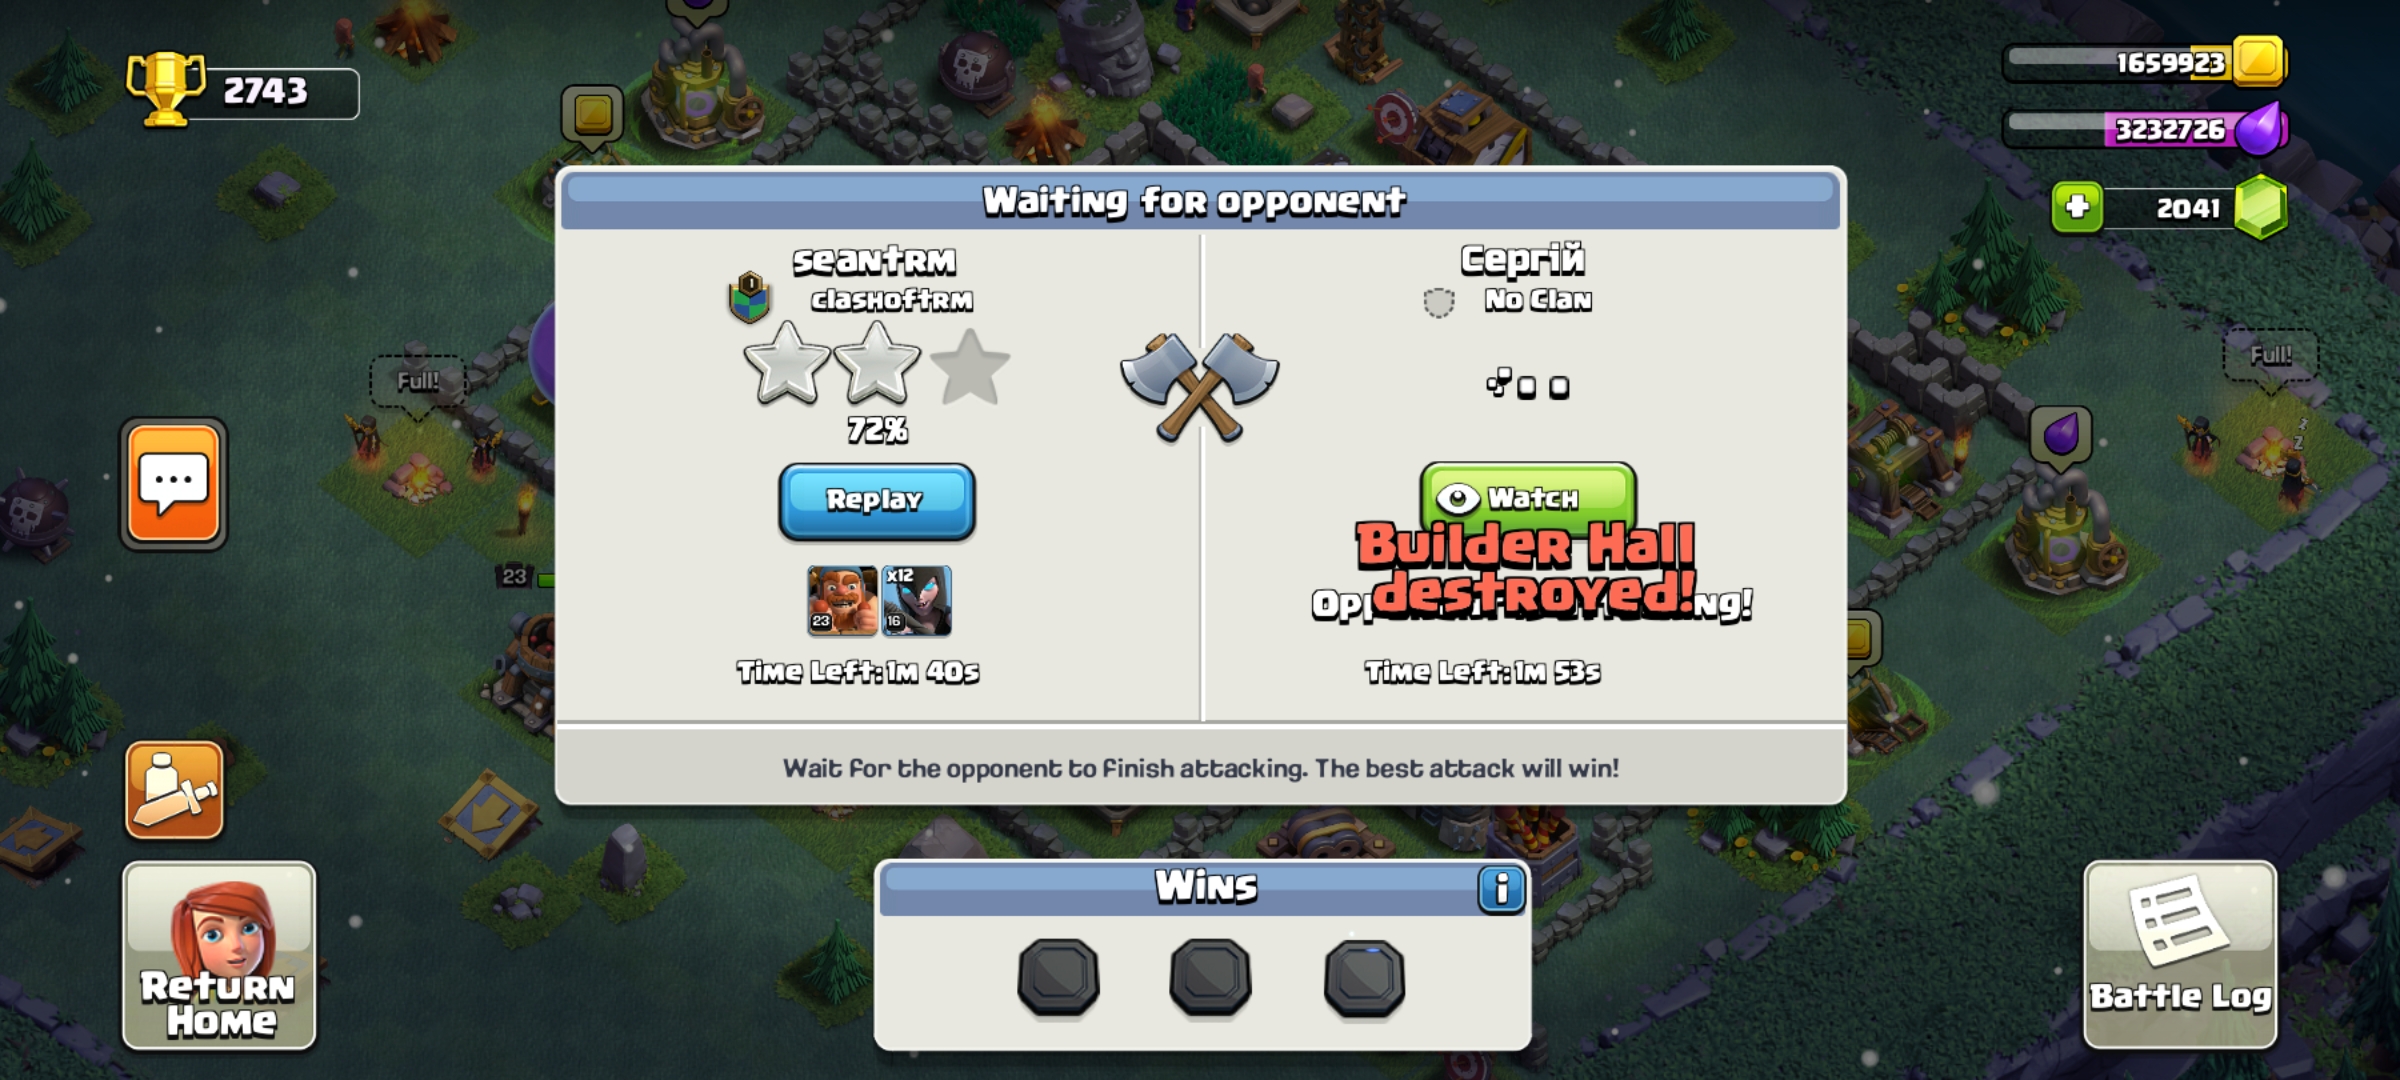 2743
1659923
3232726
2041
Waiting for opponent
seantrm
clashoftrm
1
72%
Replay
x12
23
16
Time Left: 1m 40s
Сергій
No Clan
Watch
Builder Hall
destroyed!
Time Left: 1m 53s
Wait for the opponent to finish attacking. The best attack will win!
Full!
Full!
z
z
23
Wins
i
Return
Home
Battle Log